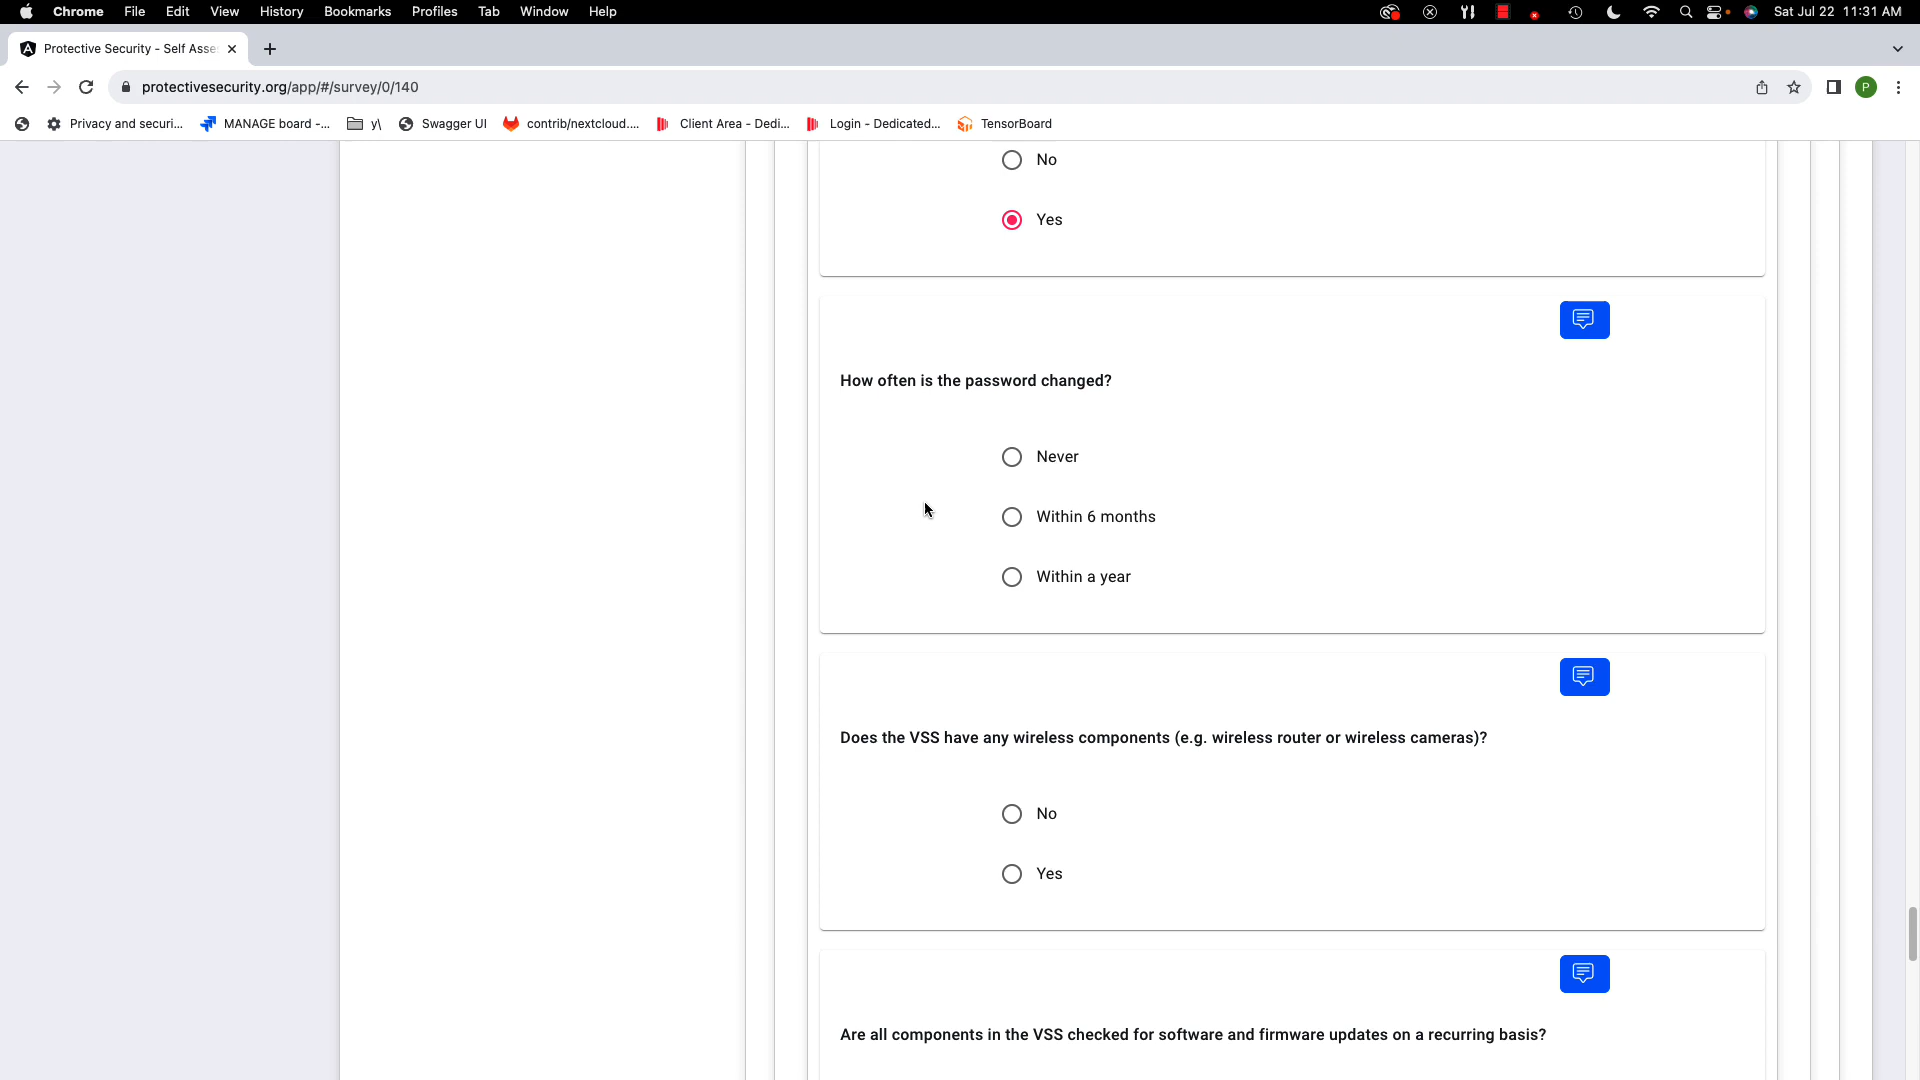 Chrome File Edit View History Bookmarks Profiles Tab Window Help Sat Jul 22 11:31 AM
Protective Security - Self Asse
protectivesecurity.org/app/#/survey/0/140 P
Privacy and securi... MANAGE board -... y\ Swagger UI contrib/nextcloud.... Client Area - Dedi... Login - Dedicated... TensorBoard
No
Yes
How often is the password changed?
Never
Within 6 months
Within a year
Does the VSS have any wireless components (e.g. wireless router or wireless cameras)?
No
Yes
Are all components in the VSS checked for software and firmware updates on a recurring basis?